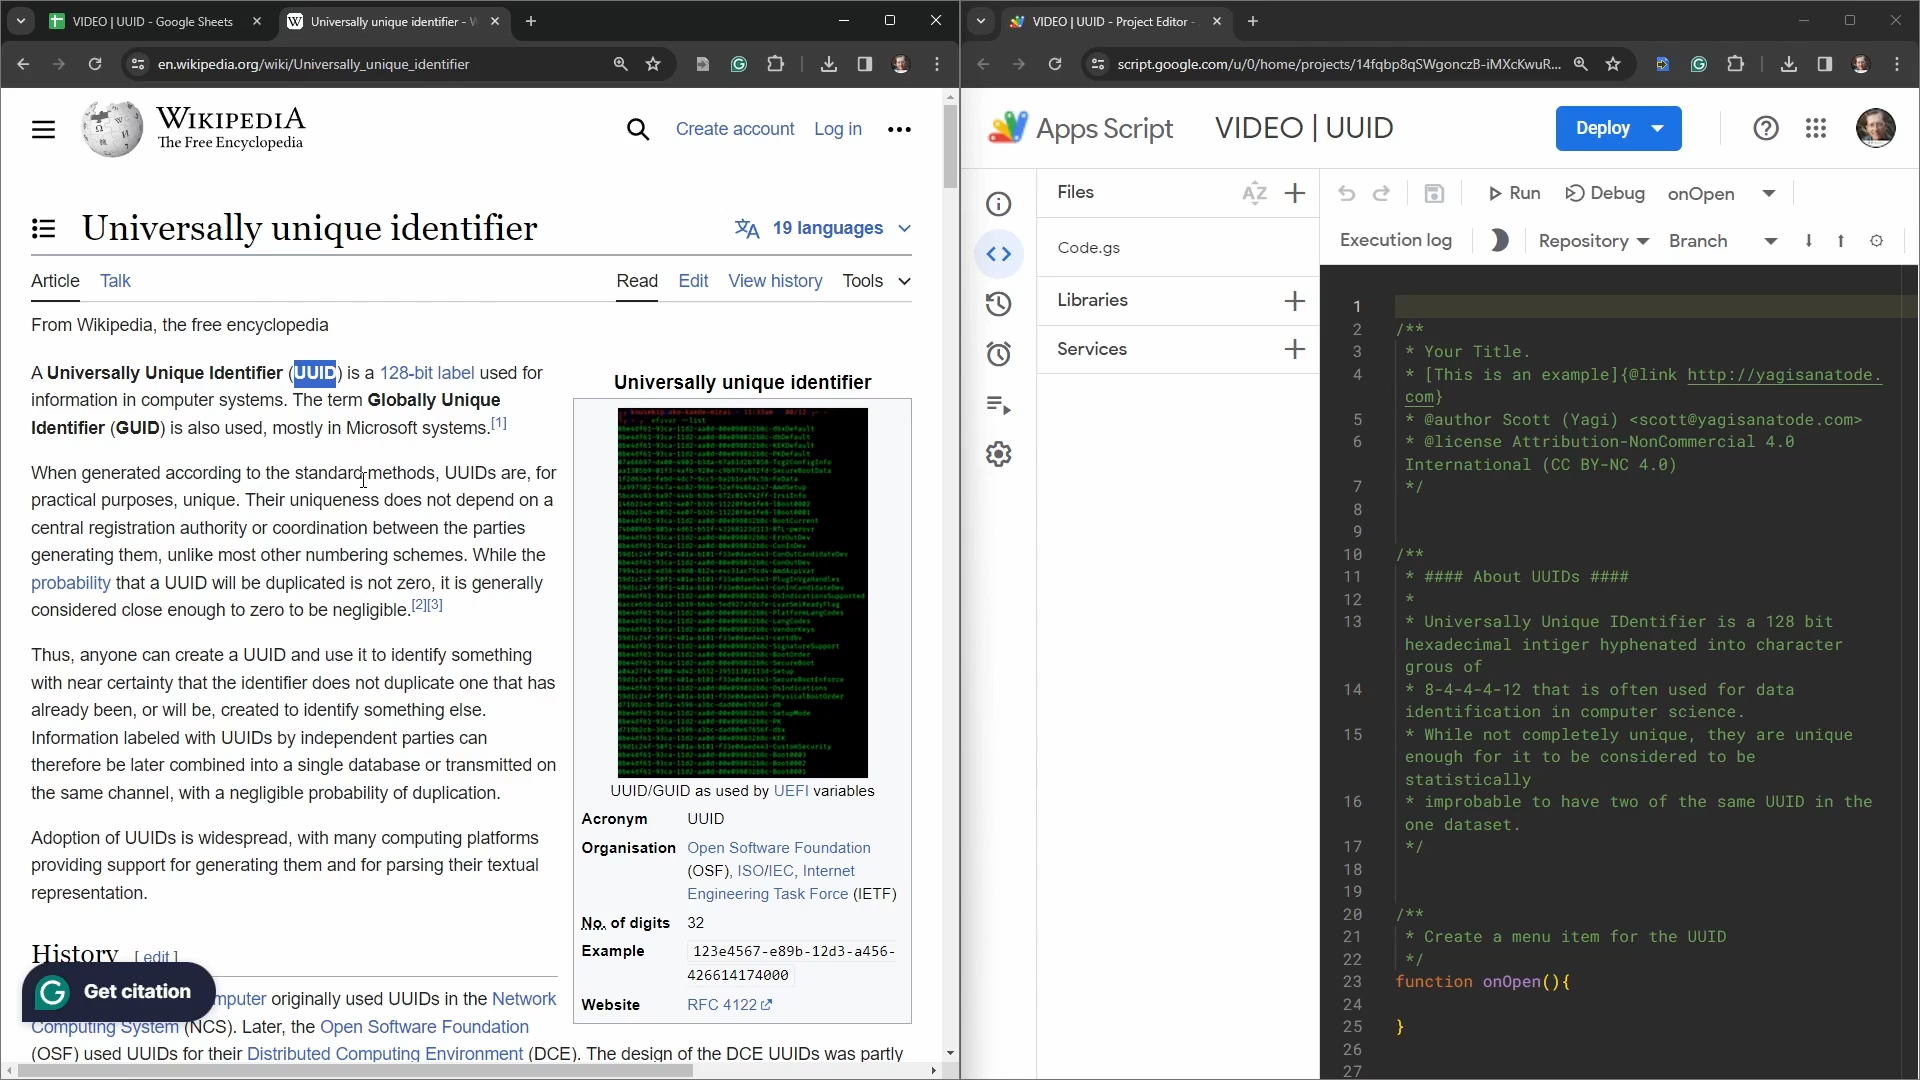 VIDEO | UUID - Google Sheets
Universally unique identifier - W
en.wikipedia.org/wiki/Universally_unique_identifier
WIKIPEDIA
The Free Encyclopedia
Create account
Log in
Universally unique identifier
19 languages
Article
Talk
Read
Edit
View history
Tools
From Wikipedia, the free encyclopedia
A Universally Unique Identifier (UUID) is a 128-bit label used for
information in computer systems. The term Globally Unique
Identifier (GUID) is also used, mostly in Microsoft systems.[1]
When generated according to the standard methods, UUIDs are, for
practical purposes, unique. Their uniqueness does not depend on a
central registration authority or coordination between the parties
generating them, unlike most other numbering schemes. While the
probability that a UUID will be duplicated is not zero, it is generally
considered close enough to zero to be negligible.[2][3]
Thus, anyone can create a UUID and use it to identify something
with near certainty that the identifier does not duplicate one that has
already been, or will be, created to identify something else.
Information labeled with UUIDs by independent parties can
therefore be later combined into a single database or transmitted on
the same channel, with a negligible probability of duplication.
Adoption of UUIDs is widespread, with many computing platforms
providing support for generating them and for parsing their textual
representation.
History [ edit ]
mputer originally used UUIDs in the Network
Computing System (NCS). Later, the Open Software Foundation
(OSF) used UUIDs for their Distributed Computing Environment (DCE). The design of the DCE UUIDs was partly
Get citation
Universally unique identifier
UUID/GUID as used by UEFI variables
Acronym UUID
Organisation Open Software Foundation
(OSF), ISO/IEC, Internet
Engineering Task Force (IETF)
No. of digits 32
Example 123e4567-e89b-12d3-a456-
426614174000
Website RFC 4122
VIDEO | UUID - Project Editor -
script.google.com/u/0/home/projects/14fqbp8qSWgonczB-iMXcKwuR...
Apps Script
VIDEO | UUID
Deploy
Files
AZ
Code.gs
Libraries
Services
Run
Debug
onOpen
Execution log
Repository
Branch
1
2 /**
3 * Your Title.
4 * [This is an example]{@link http://yagisanatode.
com}
5 * @author Scott (Yagi) <scott@yagisanatode.com>
6 * @license Attribution-NonCommercial 4.0
International (CC BY-NC 4.0)
7 */
8
9
10 /**
11 * #### About UUIDs ####
12 *
13 * Universally Unique IDentifier is a 128 bit
hexadecimal intiger hyphenated into character
grous of
14 * 8-4-4-4-12 that is often used for data
identification in computer science.
15 * While not completely unique, they are unique
enough for it to be considered to be
statistically
16 * improbable to have two of the same UUID in the
one dataset.
17 */
18
19
20 /**
21 * Create a menu item for the UUID
22 */
23 function onOpen(){
24
25 }
26
27